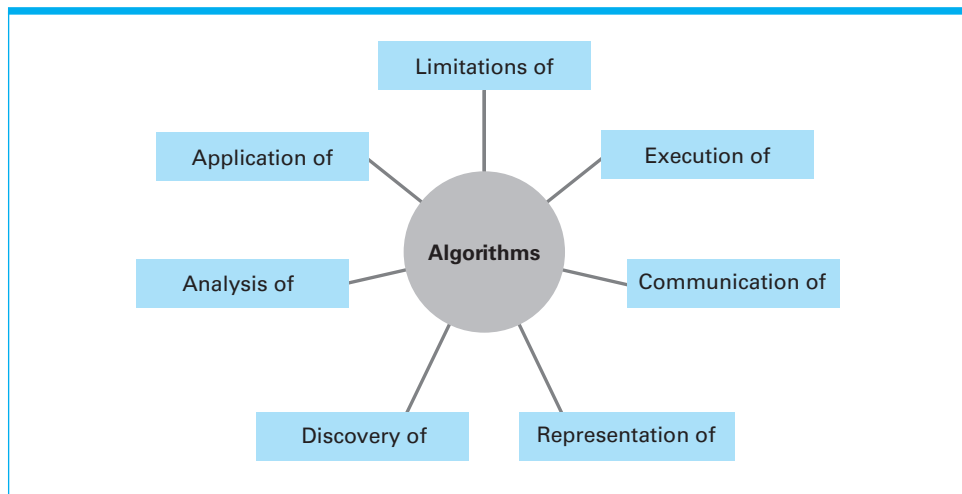 Limitations of
Application of
Execution of
Algorithms
Analysis of
Communication of
Discovery of
Representation of